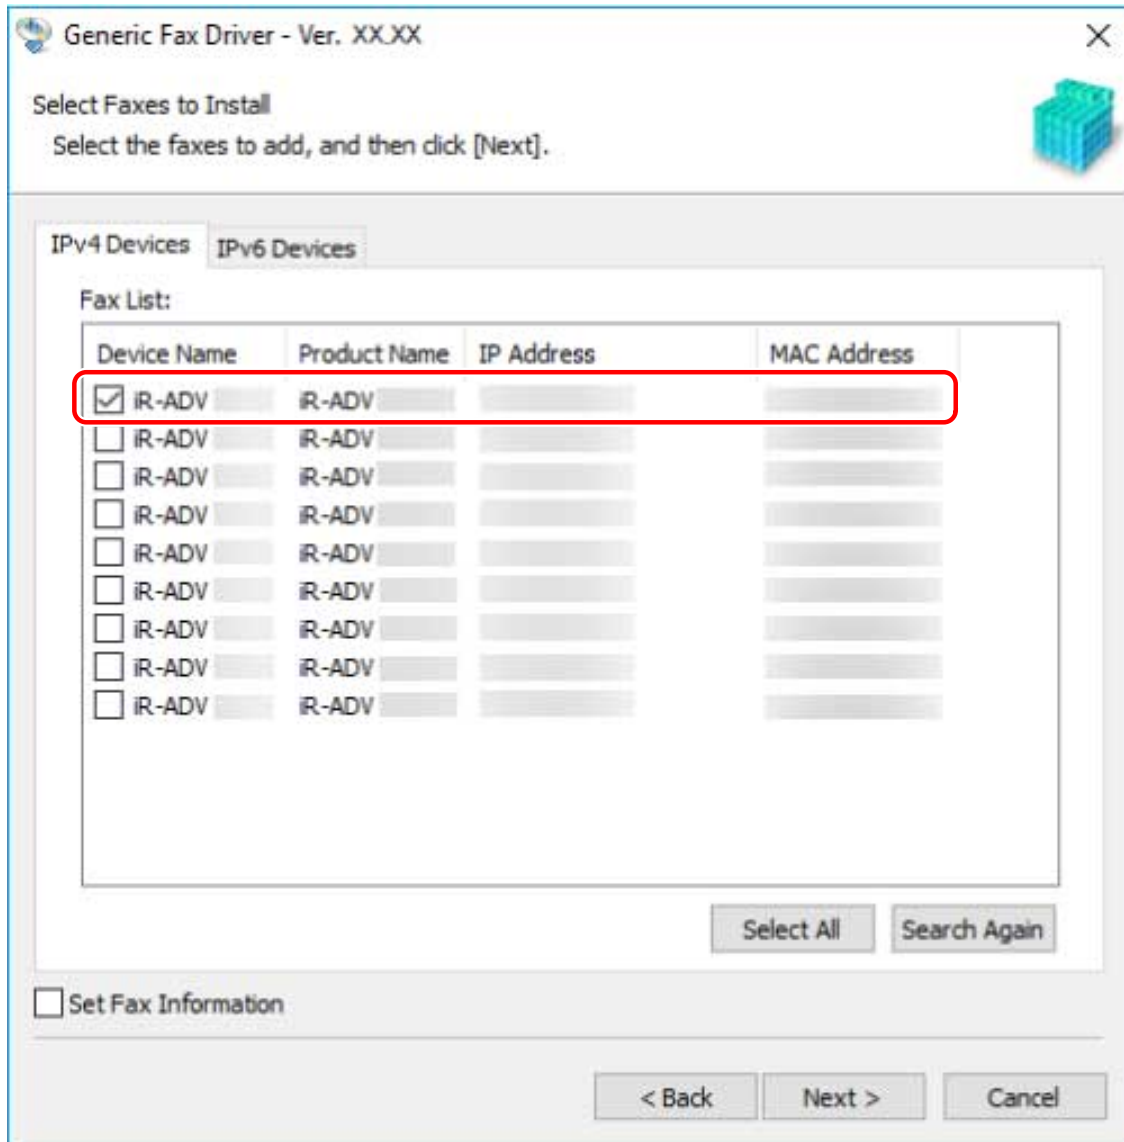 Generic Fax Driver - Ver. XX.XX
Select Faxes to Install
Select the faxes to add, and then click [Next].
IPv4 Devices IPv6 Devices
Fax List:
Device Name Product Name IP Address MAC Address
iR-ADV iR-ADV
iR-ADV iR-ADV
iR-ADV iR-ADV
iR-ADV iR-ADV
iR-ADV iR-ADV
iR-ADV iR-ADV
iR-ADV iR-ADV
iR-ADV iR-ADV
iR-ADV iR-ADV
Select All Search Again
Set Fax Information
< Back Next > Cancel